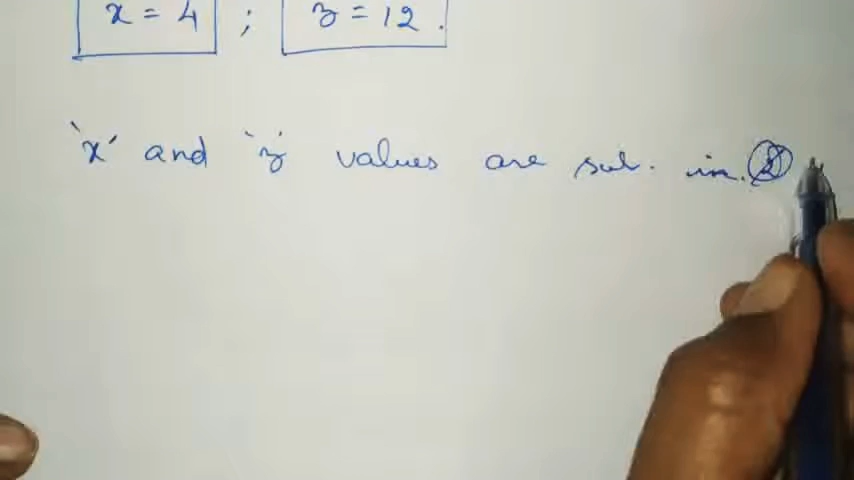 x = 4 ; z = 12.
'x' and 'z' values are sub. in.